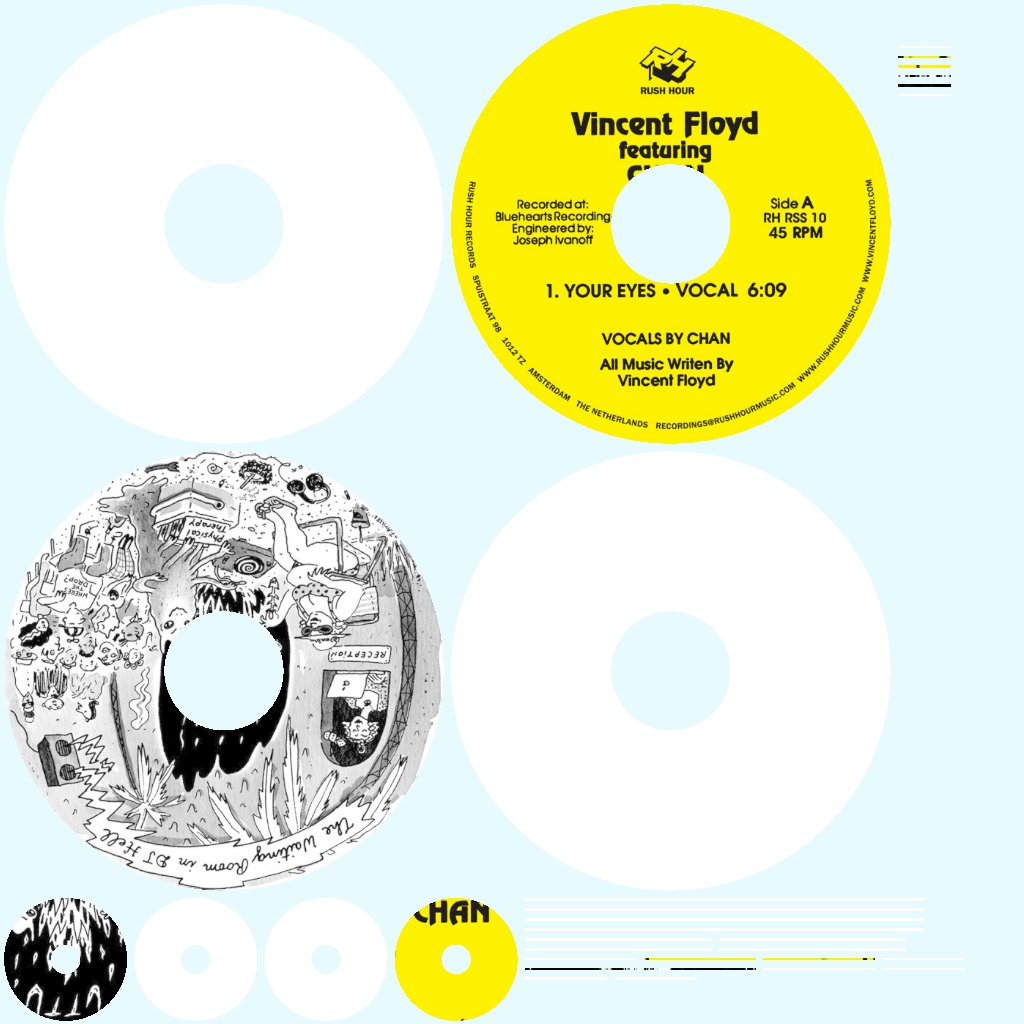 RUSH HOUR
Vincent Floyd
featuring
Recorded at:
Bluehearts Recording
Engineered by:
Joseph Ivanoff
Side A
RH RSS 10
45 RPM
1. YOUR EYES • VOCAL 6:09
VOCALS BY CHAN
All Music Writen By
Vincent Floyd
RUSH HOUR RECORDS SPUISTRAAT 98 1012 TZ AMSTERDAM THE NETHERLANDS RECORDINGS@RUSHHOURMUSIC.COM WWW.RUSHHOURMUSIC.COM WWW.VINCENTFLOYD.COM
Physical
Therapy
WHERE'S
THE
DROP?
RECEPTION
The Waiting Room in DJ Hell
CHAN